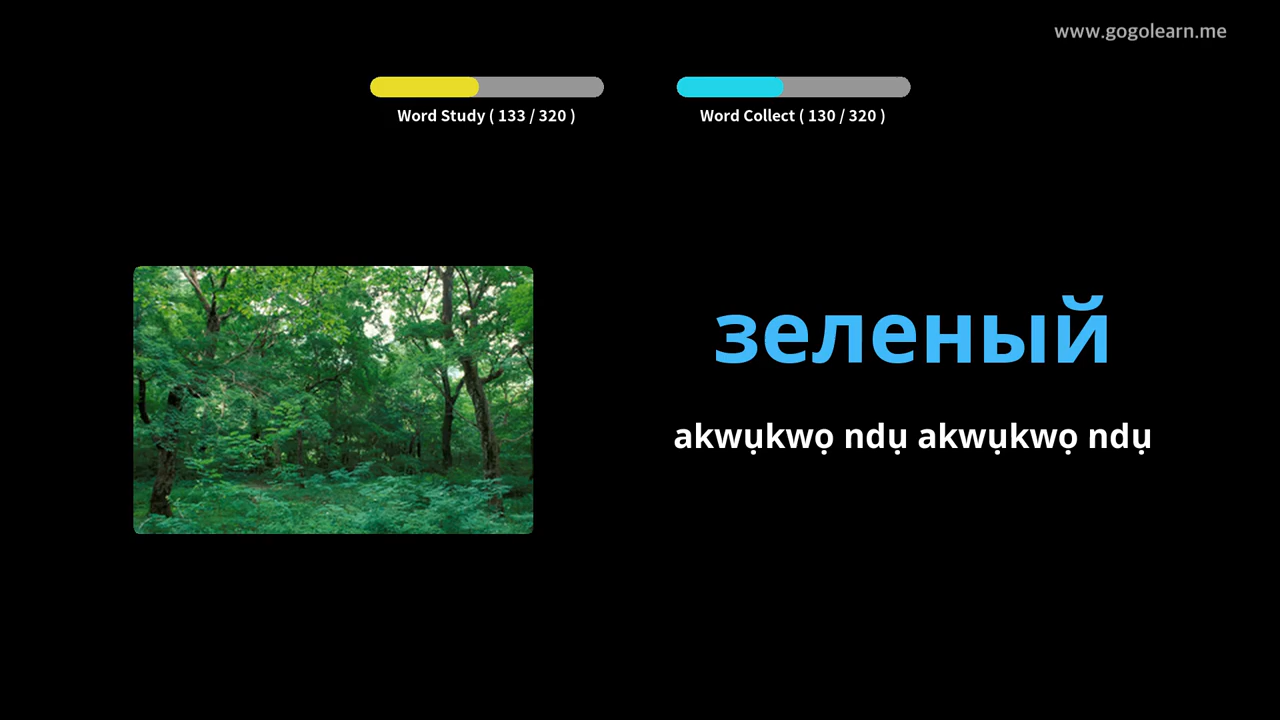 www.gogolearn.me
Word Study ( 133 / 320 )
Word Collect ( 130 / 320 )
зеленый
akwụkwọ ndụ akwụkwọ ndụ